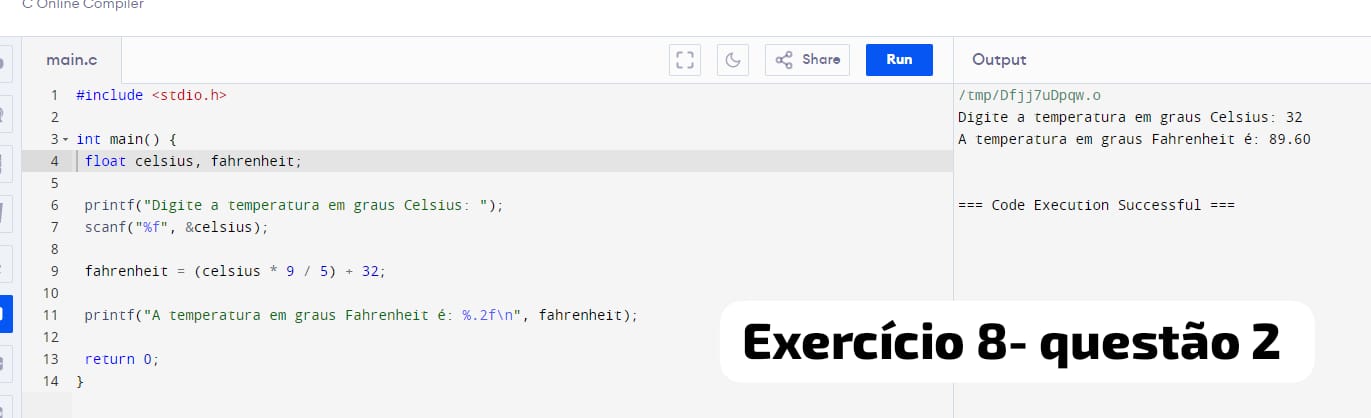 C Online Compiler
main.c
Share
Run
Output
1 #include <stdio.h>
2
3 int main() {
4 float celsius, fahrenheit;
5
6 printf("Digite a temperatura em graus Celsius: ");
7 scanf("%f", &celsius);
8
9 fahrenheit = (celsius * 9 / 5) + 32;
10
11 printf("A temperatura em graus Fahrenheit é: %.2f\n", fahrenheit);
12
13 return 0;
14 }
/tmp/Dfjj7uDpqw.o
Digite a temperatura em graus Celsius: 32
A temperatura em graus Fahrenheit é: 89.60
=== Code Execution Successful ===
Exercício 8- questão 2